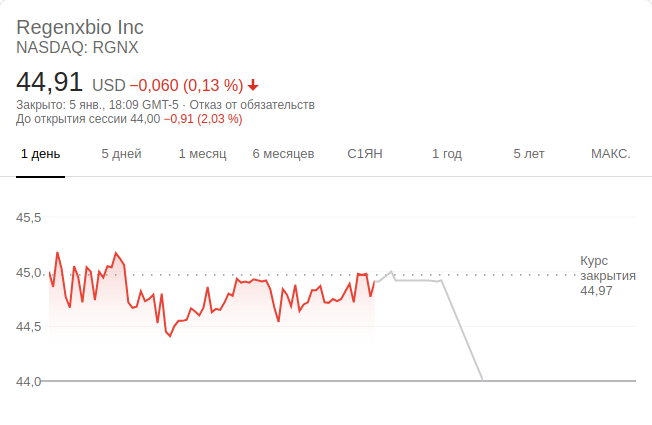 Regenxbio Inc
NASDAQ: RGNX
44,91 USD −0,060 (0,13 %)
Закрыто: 5 янв., 18:09 GMT-5 · Отказ от обязательств
До открытия сессии 44,00 −0,91 (2,03 %)
1 день 5 дней 1 месяц 6 месяцев С1ЯН 1 год 5 лет МАКС.
45,5
45,0
44,5
44,0
Курс
закрытия
44,97